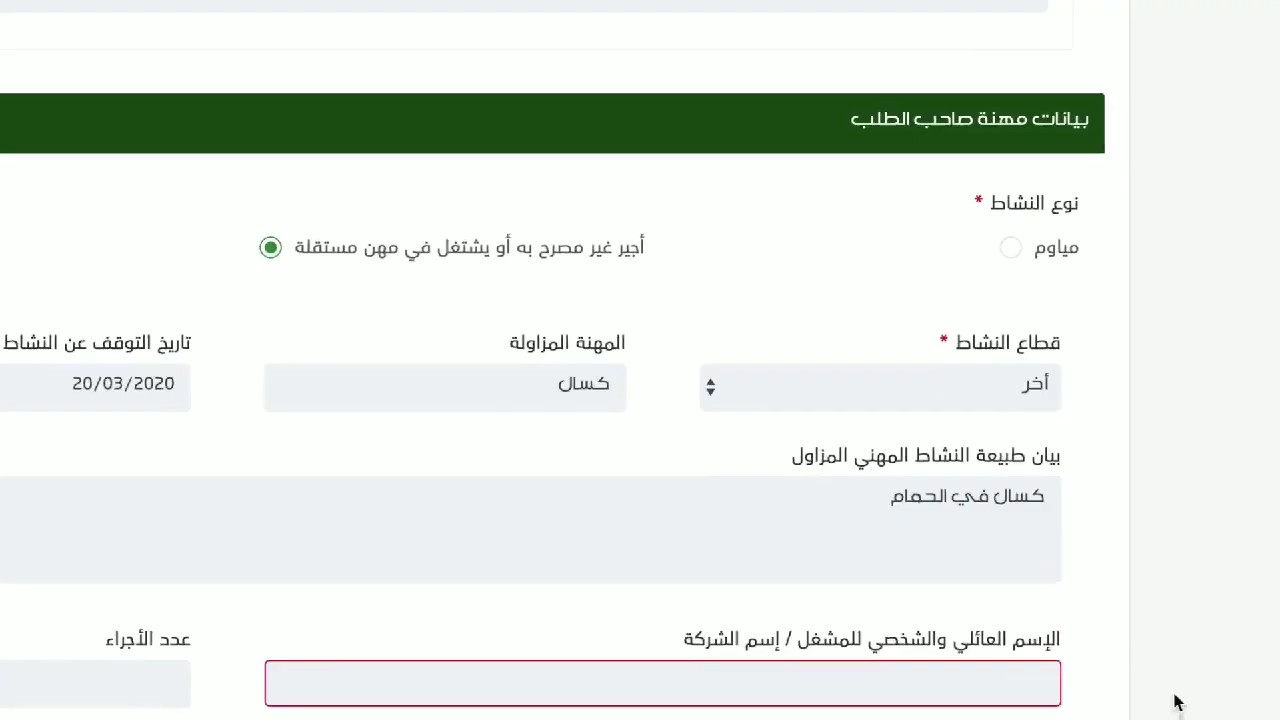 بيانات مهنة صاحب الطلب
نوع النشاط *
مياوم
أجير غير مصرح به أو يشتغل في مهن مستقلة
قطاع النشاط *
المهنة المزاولة
تاريخ التوقف عن النشاط
أخر
كسال
20/03/2020
بيان طبيعة النشاط المهني المزاول
كسال في الحمام
الإسم العائلي والشخصي للمشغل / إسم الشركة
عدد الأجراء